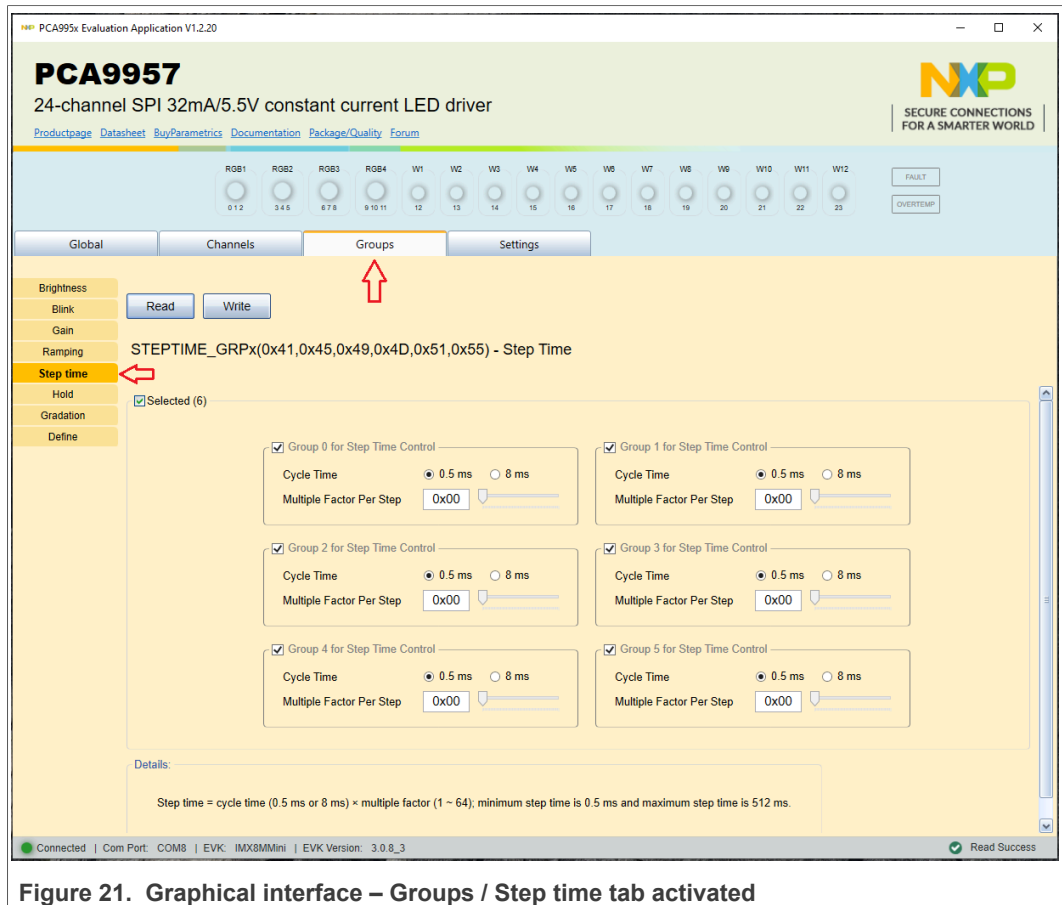 PCA995x Evaluation Application V1.2.20
PCA9957
24-channel SPI 32mA/5.5V constant current LED driver
Productpage Datasheet BuyParametrics Documentation Package/Quality Forum
NXP
SECURE CONNECTIONS
FOR A SMARTER WORLD
RGB1 RGB2 RGB3 RGB4 W1 W2 W3 W4 W5 W6 W7 W8 W9 W10 W11 W12
0 1 2 3 4 5 6 7 8 9 10 11 12 13 14 15 16 17 18 19 20 21 22 23
FAULT
OVERTEMP
Global Channels Groups Settings
Brightness
Blink
Gain
Ramping
Step time
Hold
Gradation
Define
Read Write
STEPTIME_GRPx(0x41,0x45,0x49,0x4D,0x51,0x55) - Step Time
Selected (6)
Group 0 for Step Time Control
Cycle Time 0.5 ms 8 ms
Multiple Factor Per Step 0x00
Group 1 for Step Time Control
Cycle Time 0.5 ms 8 ms
Multiple Factor Per Step 0x00
Group 2 for Step Time Control
Cycle Time 0.5 ms 8 ms
Multiple Factor Per Step 0x00
Group 3 for Step Time Control
Cycle Time 0.5 ms 8 ms
Multiple Factor Per Step 0x00
Group 4 for Step Time Control
Cycle Time 0.5 ms 8 ms
Multiple Factor Per Step 0x00
Group 5 for Step Time Control
Cycle Time 0.5 ms 8 ms
Multiple Factor Per Step 0x00
Details:
Step time = cycle time (0.5 ms or 8 ms) × multiple factor (1 ~ 64); minimum step time is 0.5 ms and maximum step time is 512 ms.
Connected | Com Port: COM8 | EVK: IMX8MMini | EVK Version: 3.0.8_3
Read Success
Figure 21. Graphical interface – Groups / Step time tab activated